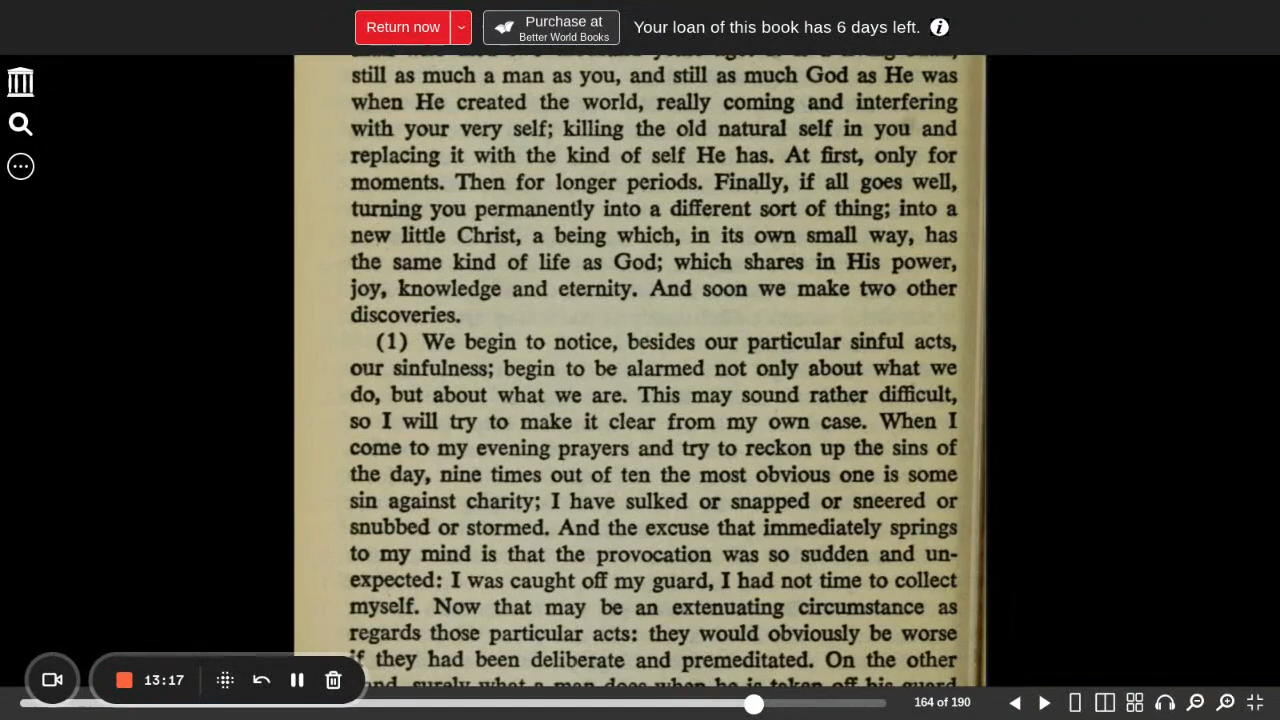 Return now
Purchase at
Better World Books
Your loan of this book has 6 days left.
still as much a man as you, and still as much God as He was
when He created the world, really coming and interfering
with your very self; killing the old natural self in you and
replacing it with the kind of self He has. At first, only for
moments. Then for longer periods. Finally, if all goes well,
turning you permanently into a different sort of thing; into a
new little Christ, a being which, in its own small way, has
the same kind of life as God; which shares in His power,
joy, knowledge and eternity. And soon we make two other
discoveries.
(1) We begin to notice, besides our particular sinful acts,
our sinfulness; begin to be alarmed not only about what we
do, but about what we are. This may sound rather difficult,
so I will try to make it clear from my own case. When I
come to my evening prayers and try to reckon up the sins of
the day, nine times out of ten the most obvious one is some
sin against charity; I have sulked or snapped or sneered or
snubbed or stormed. And the excuse that immediately springs
to my mind is that the provocation was so sudden and un-
expected: I was caught off my guard, I had not time to collect
myself. Now that may be an extenuating circumstance as
regards those particular acts: they would obviously be worse
if they had been deliberate and premeditated. On the other
surely what a man does when he is taken off his guard
13:17
164 of 190